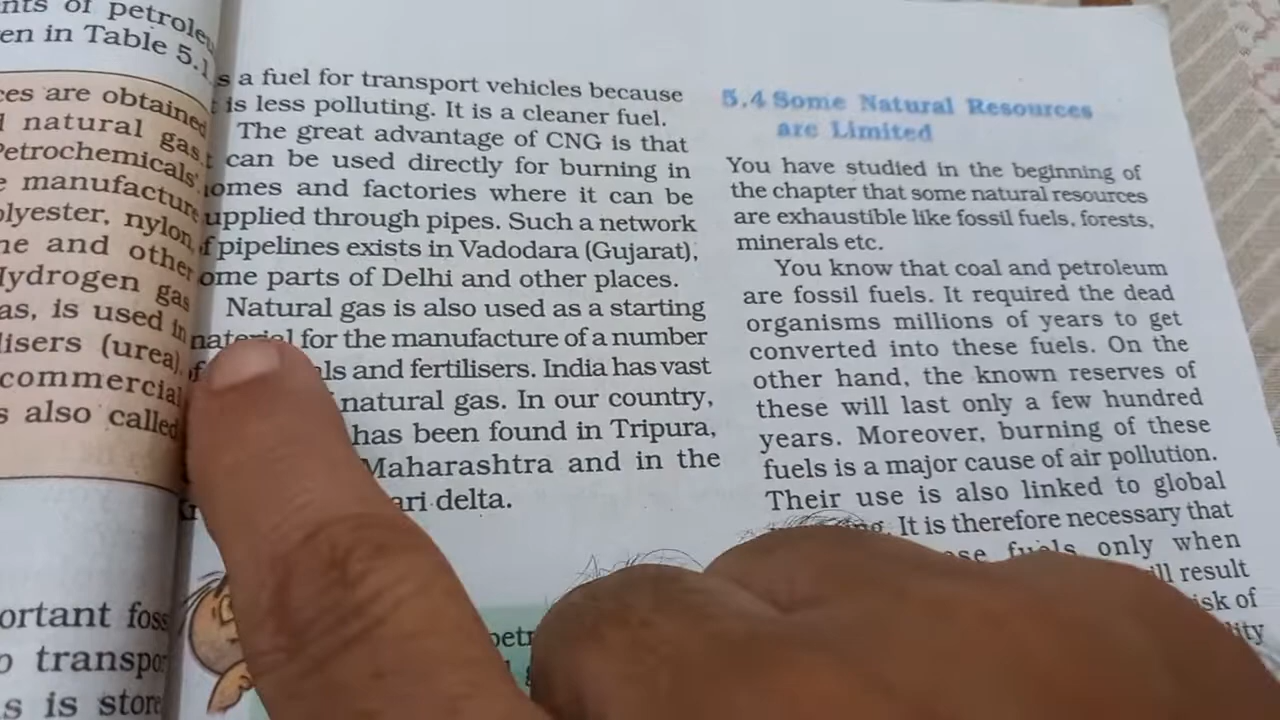 nts of petroleu
en in Table 5.1
ces are obtained
natural gas.
Petrochemicals'
manufacture
olyester, nylon,
ne and other
Hydrogen gas
as, is used in
lisers (urea).
commercial
s also called
ortant foss
o transpor
s is store
s a fuel for transport vehicles because
t is less polluting. It is a cleaner fuel.
The great advantage of CNG is that
t can be used directly for burning in
omes and factories where it can be
upplied through pipes. Such a network
f pipelines exists in Vadodara (Gujarat),
ome parts of Delhi and other places.
Natural gas is also used as a starting
material for the manufacture of a number
of ls and fertilisers. India has vast
natural gas. In our country,
has been found in Tripura,
Maharashtra and in the
ari delta.
petr
5.4 Some Natural Resources
are Limited
You have studied in the beginning of
the chapter that some natural resources
are exhaustible like fossil fuels, forests,
minerals etc.
You know that coal and petroleum
are fossil fuels. It required the dead
organisms millions of years to get
converted into these fuels. On the
other hand, the known reserves of
these will last only a few hundred
years. Moreover, burning of these
fuels is a major cause of air pollution.
Their use is also linked to global
It is therefore necessary that
fuels only when
ill result
isk of
lity